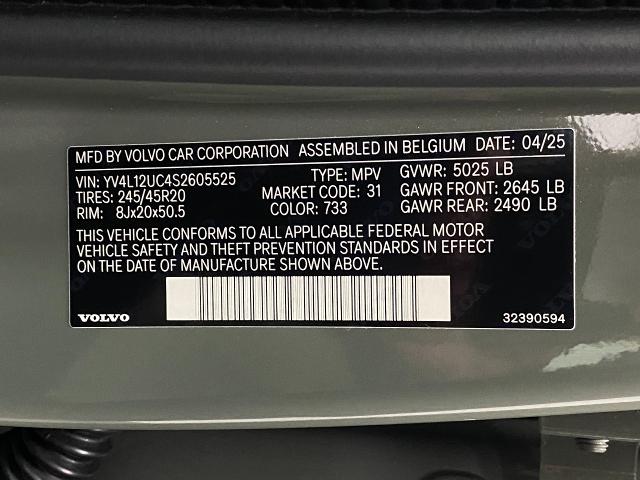 MFD BY VOLVO CAR CORPORATION ASSEMBLED IN BELGIUM DATE: 04/25
VIN: YV4L12UC4S2605525 TYPE: MPV GVWR: 5025 LB
TIRES: 245/45R20 MARKET CODE: 31 GAWR FRONT: 2645 LB
RIM: 8Jx20x50.5 COLOR: 733 GAWR REAR: 2490 LB
THIS VEHICLE CONFORMS TO ALL APPLICABLE FEDERAL MOTOR
VEHICLE SAFETY AND THEFT PREVENTION STANDARDS IN EFFECT
ON THE DATE OF MANUFACTURE SHOWN ABOVE.
VOLVO 32390594